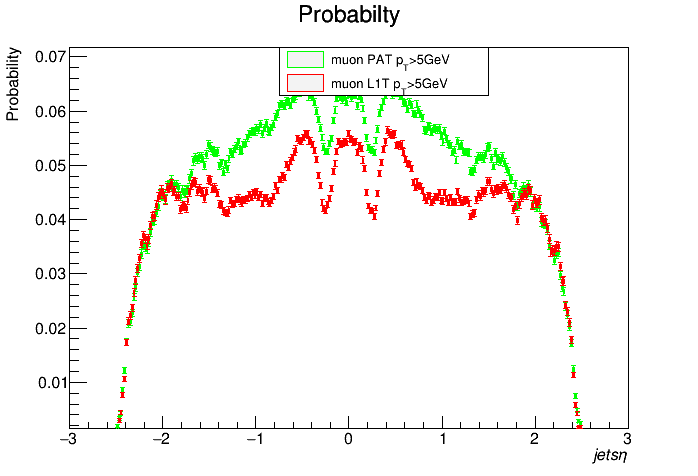 Probabilty
Probability
muon PAT p_T>5GeV
muon L1T p_T>5GeV
0.07
0.06
0.05
0.04
0.03
0.02
0.01
−3 −2 −1 0 1 2 3
jetsη